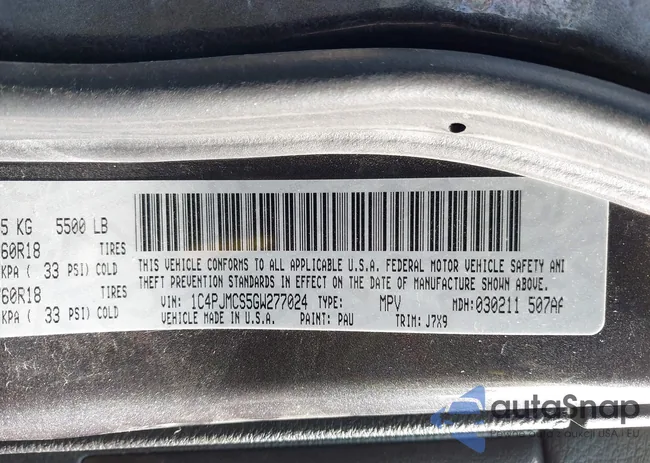 5 KG 5500 LB
60R18 TIRES
KPA ( 33 PSI) COLD
60R18 TIRES
KPA ( 33 PSI) COLD
THIS VEHICLE CONFORMS TO ALL APPLICABLE U.S.A. FEDERAL MOTOR VEHICLE SAFETY AND
THEFT PREVENTION STANDARDS IN EFFECT ON THE DATE OF MANUFACTURE SHOWN ABOVE.
VIN: 1C4PJMCS5GW277024 TYPE: MPV MDH: 030211 507AF
VEHICLE MADE IN U.S.A. PAINT: PAU TRIM: J7X9
autoSnap